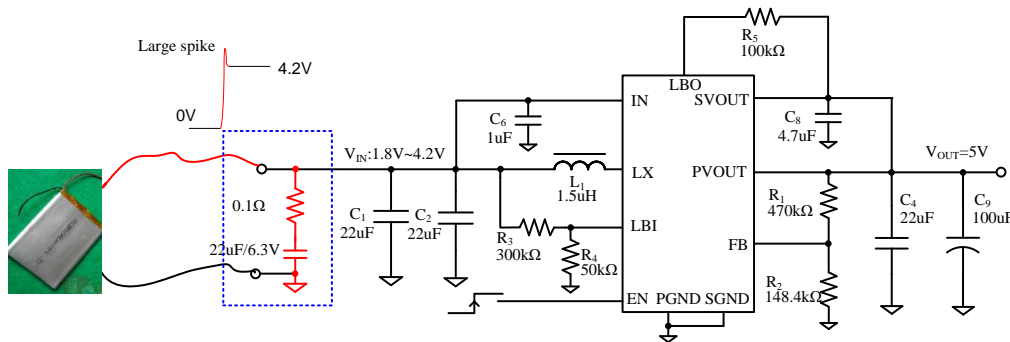 Large spike
4.2V
0V
0.1Ω
22uF/6.3V
V_IN:1.8V~4.2V
C1
22uF
C2
22uF
C6
1uF
L1
1.5uH
R3
300kΩ
R4
50kΩ
R5
100kΩ
LBO
IN
SVOUT
LX
PVOUT
LBI
FB
EN
PGND SGND
C8
4.7uF
R1
470kΩ
R2
148.4kΩ
V_OUT=5V
C4
22uF
C9
100uF